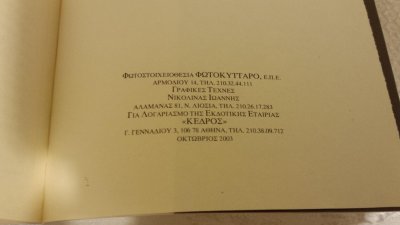 ΦΩΤΟΣΤΟΙΧΕΙΟΘΕΣΙΑ ΦΩΤΟΚΥΤΤΑΡΟ, Ε.Π.Ε.
ΑΡΜΟΔΙΟΥ 14, ΤΗΛ. 210.32.44.111
ΓΡΑΦΙΚΕΣ ΤΕΧΝΕΣ
ΝΙΚΟΛΙΝΑΣ ΙΩΑΝΝΗΣ
ΑΛΑΜΑΝΑΣ 81, Ν. ΛΙΟΣΙΑ, ΤΗΛ. 210.26.17.283
ΓΙΑ ΛΟΓΑΡΙΑΣΜΟ ΤΗΣ ΕΚΔΟΤΙΚΗΣ ΕΤΑΙΡΙΑΣ
«ΚΕΔΡΟΣ»
Γ. ΓΕΝΝΑΔΙΟΥ 3, 106 78 ΑΘΗΝΑ, ΤΗΛ. 210.38.09.712
ΟΚΤΩΒΡΙΟΣ 2003